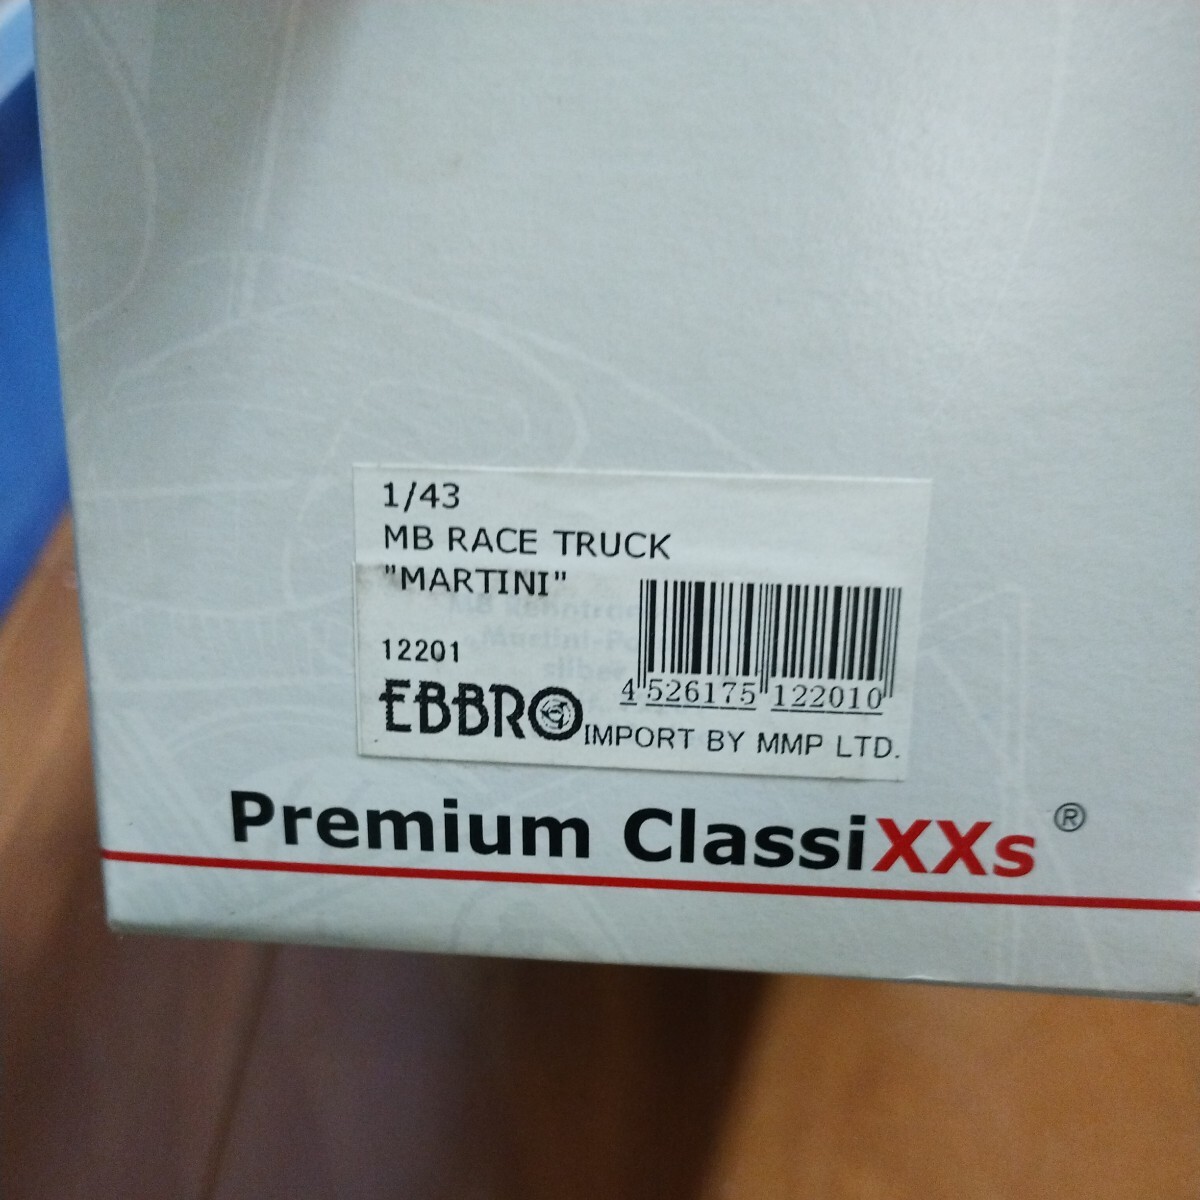 1/43
MB RACE TRUCK
"MARTINI"
12201
4 526175 122010
EBBRO IMPORT BY MMP LTD.
Premium ClassiXXs ®